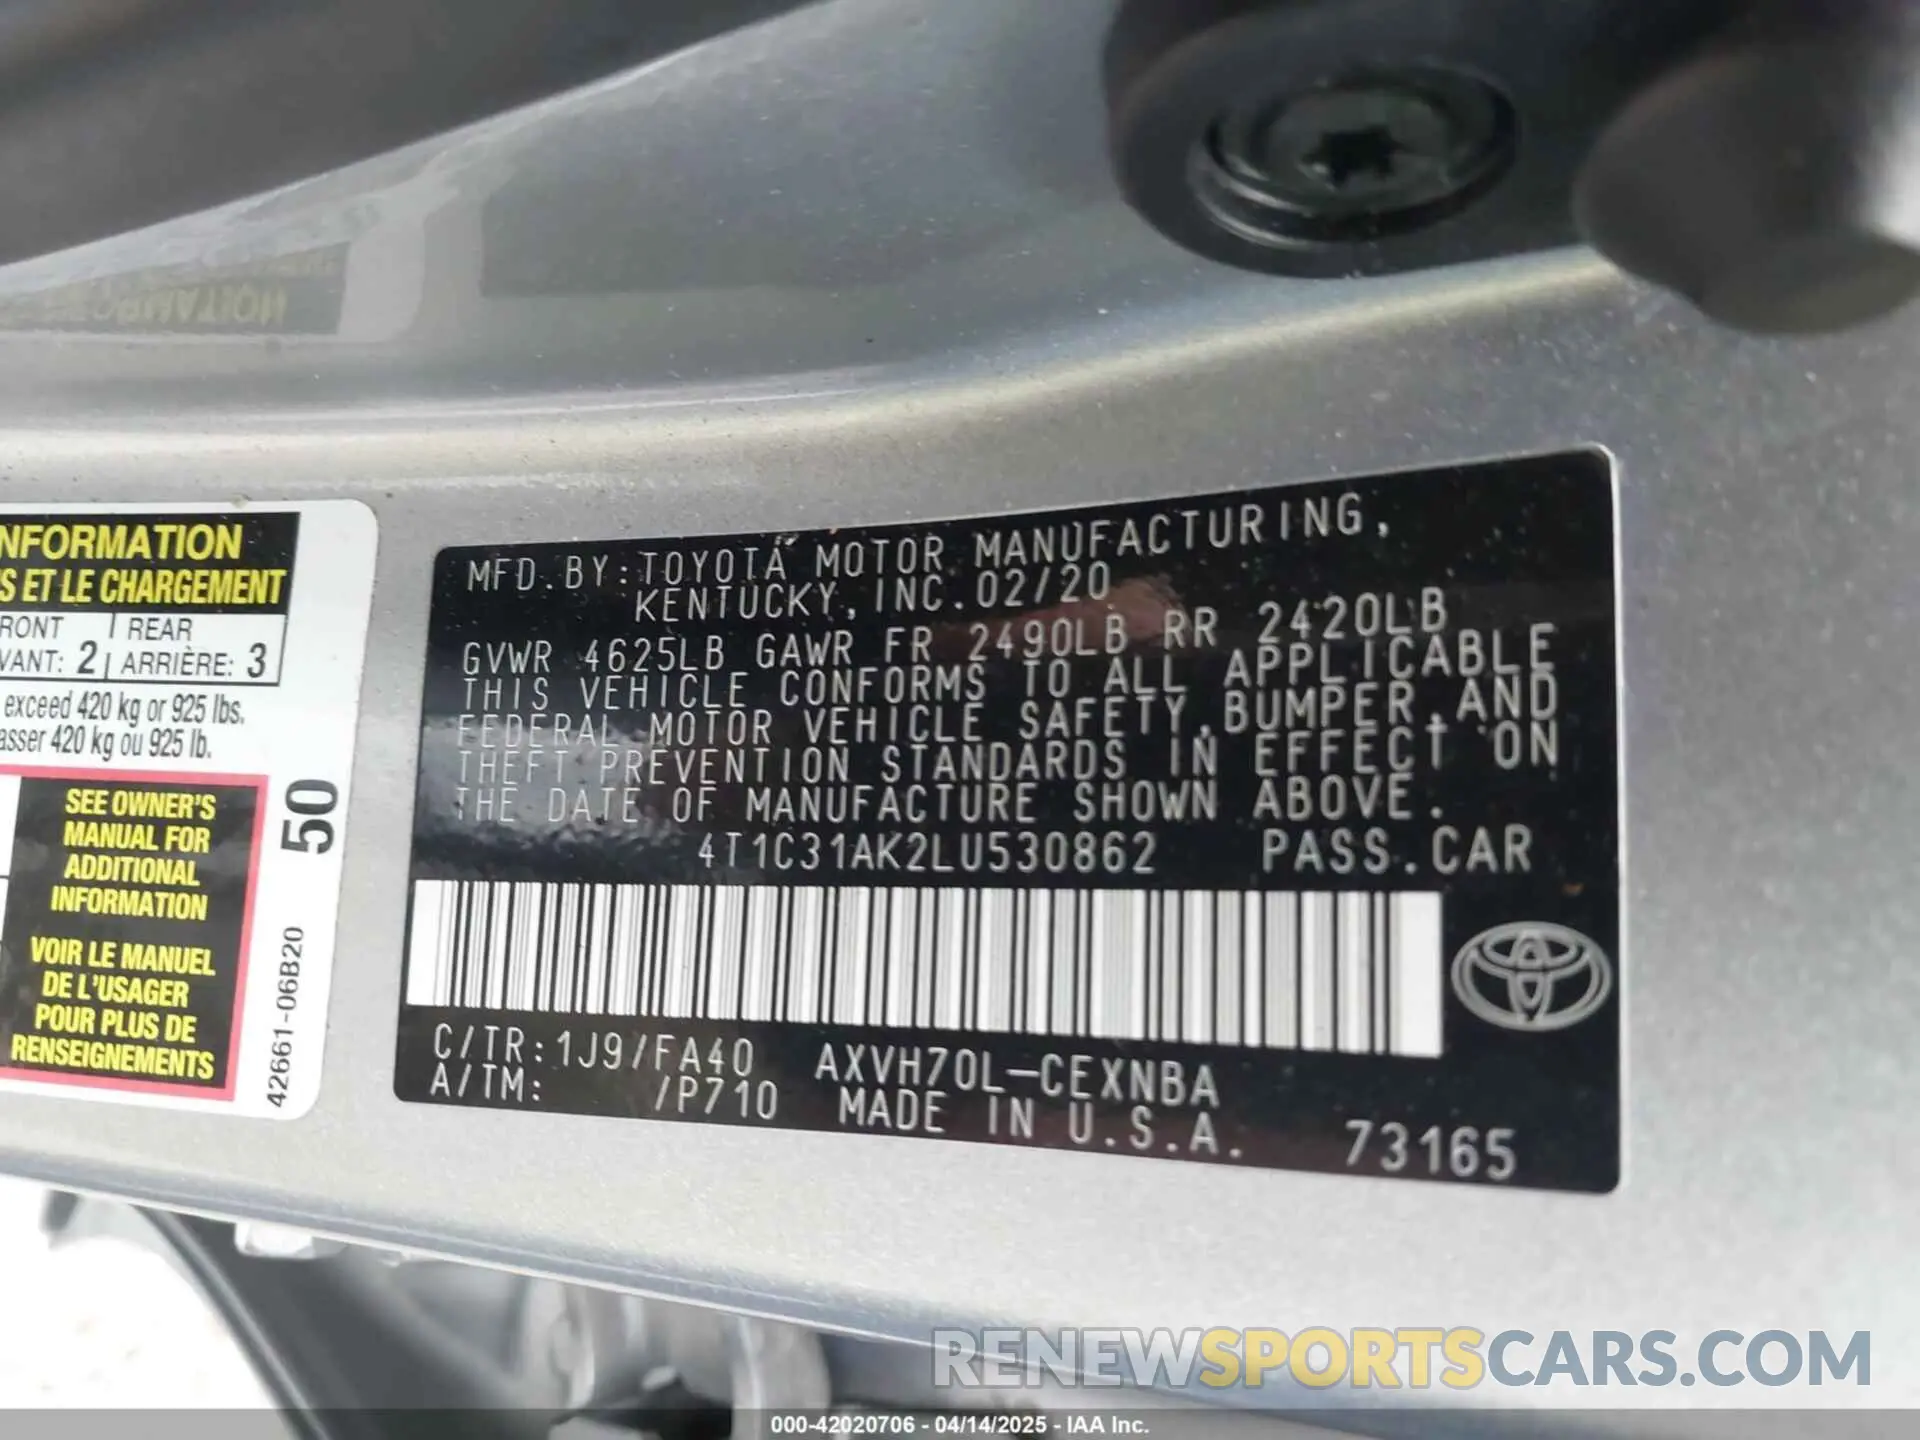 NFORMATION
S ET LE CHARGEMENT
RONT
VANT: 2
REAR
ARRIÈRE: 3
exceed 420 kg or 925 lbs.
asser 420 kg ou 925 lb.
SEE OWNER'S
MANUAL FOR
ADDITIONAL
INFORMATION
VOIR LE MANUEL
DE L'USAGER
POUR PLUS DE
RENSEIGNEMENTS
50
42661-06B20
MFD.BY:TOYOTA MOTOR MANUFACTURING,
KENTUCKY,INC.02/20
GVWR 4625LB GAWR FR 2490LB RR 2420LB
THIS VEHICLE CONFORMS TO ALL APPLICABLE
FEDERAL MOTOR VEHICLE SAFETY,BUMPER,AND
THEFT PREVENTION STANDARDS IN EFFECT ON
THE DATE OF MANUFACTURE SHOWN ABOVE.
4T1C31AK2LU530862 PASS.CAR
C/TR:1J9/FA40 AXVH70L-CEXNBA
A/TM: /P710 MADE IN U.S.A. 73165
RENEWSPORTSCARS.COM
000-42020706 - 04/14/2025 - IAA Inc.